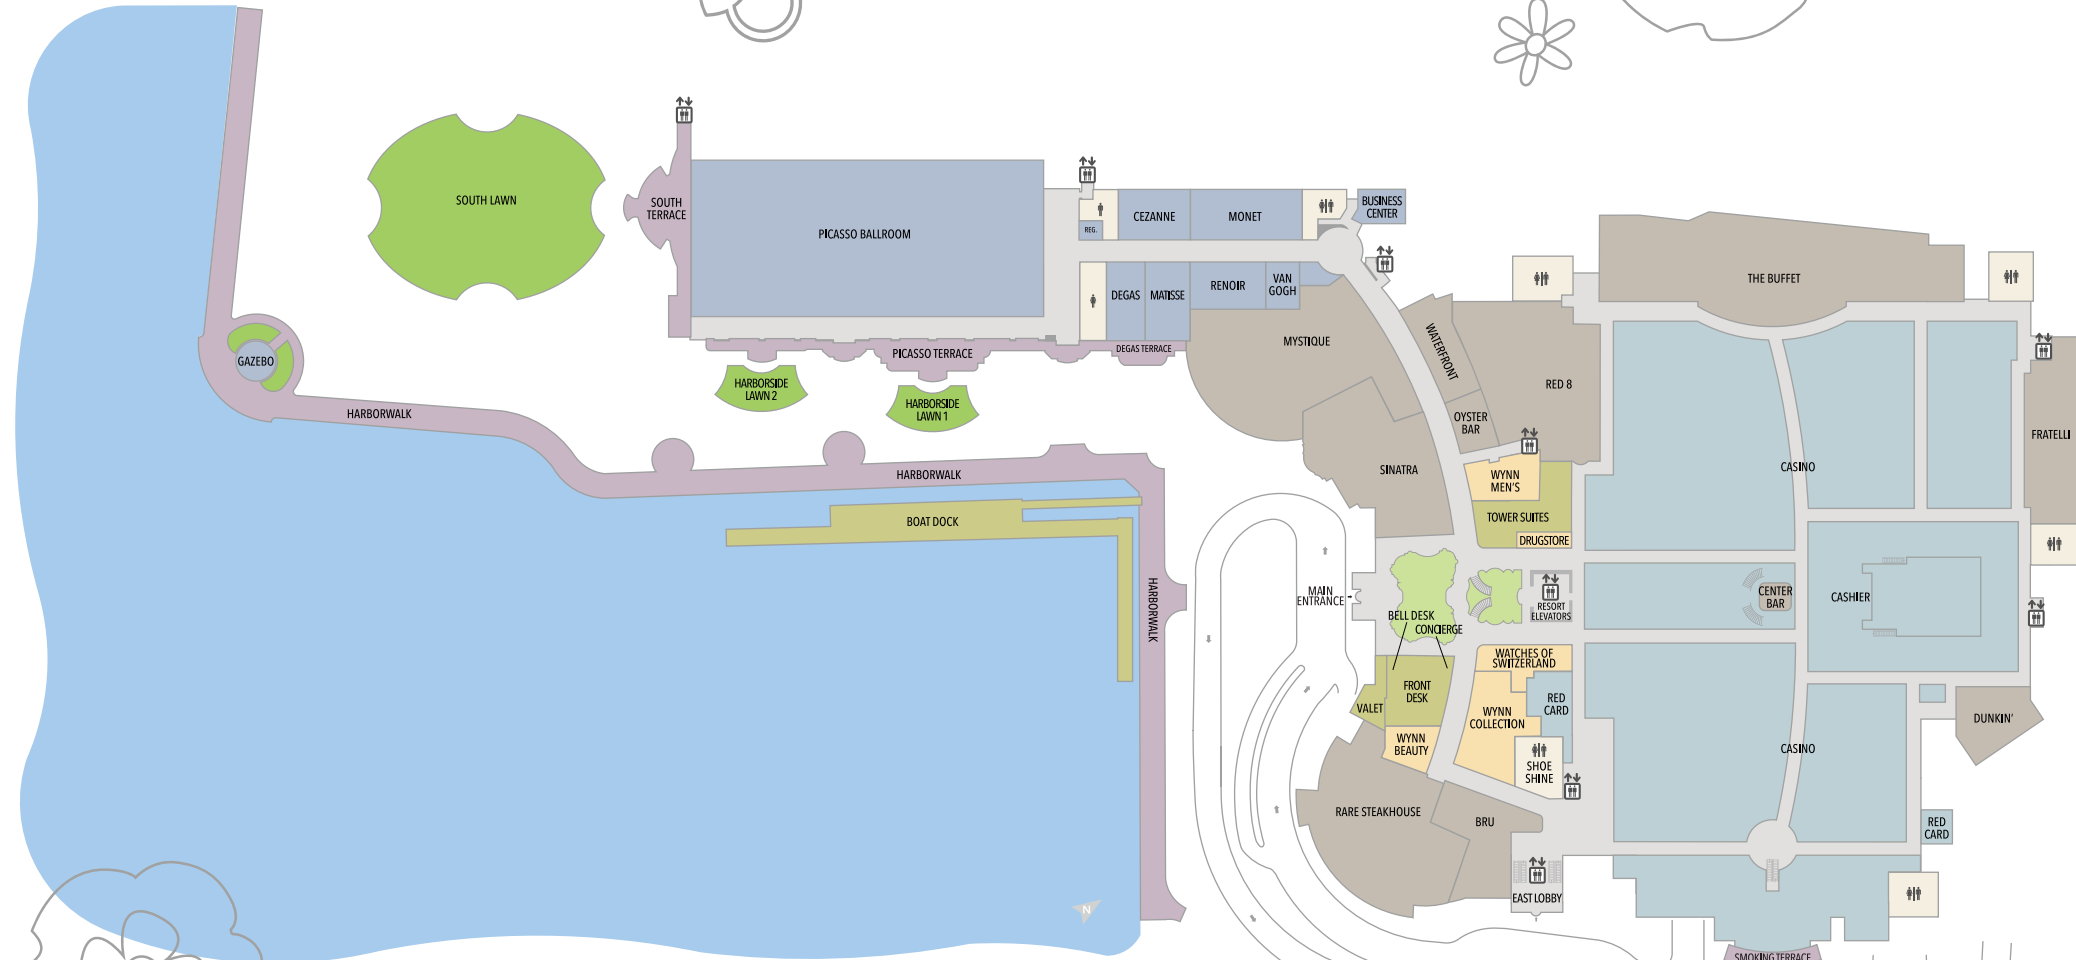 SOUTH LAWN
SOUTH
TERRACE
PICASSO BALLROOM
REG.
CEZANNE
MONET
BUSINESS
CENTER
DEGAS
MATISSE
RENOIR
VAN
GOGH
MYSTIQUE
WATERFRONT
RED 8
THE BUFFET
OYSTER
BAR
FRATELLI
GAZEBO
HARBORWALK
PICASSO TERRACE
DEGAS TERRACE
HARBORSIDE
LAWN 2
HARBORSIDE
LAWN 1
HARBORWALK
BOAT DOCK
HARBORWALK
SINATRA
WYNN
MEN'S
TOWER SUITES
DRUGSTORE
CASINO
MAIN
ENTRANCE
BELL DESK
CONCIERGE
RESORT
ELEVATORS
CENTER
BAR
CASHIER
WATCHES OF
SWITZERLAND
FRONT
DESK
VALET
WYNN
COLLECTION
RED
CARD
WYNN
BEAUTY
SHOE
SHINE
DUNKIN'
CASINO
RARE STEAKHOUSE
BRU
RED
CARD
EAST LOBBY
N
SMOKING TERRACE